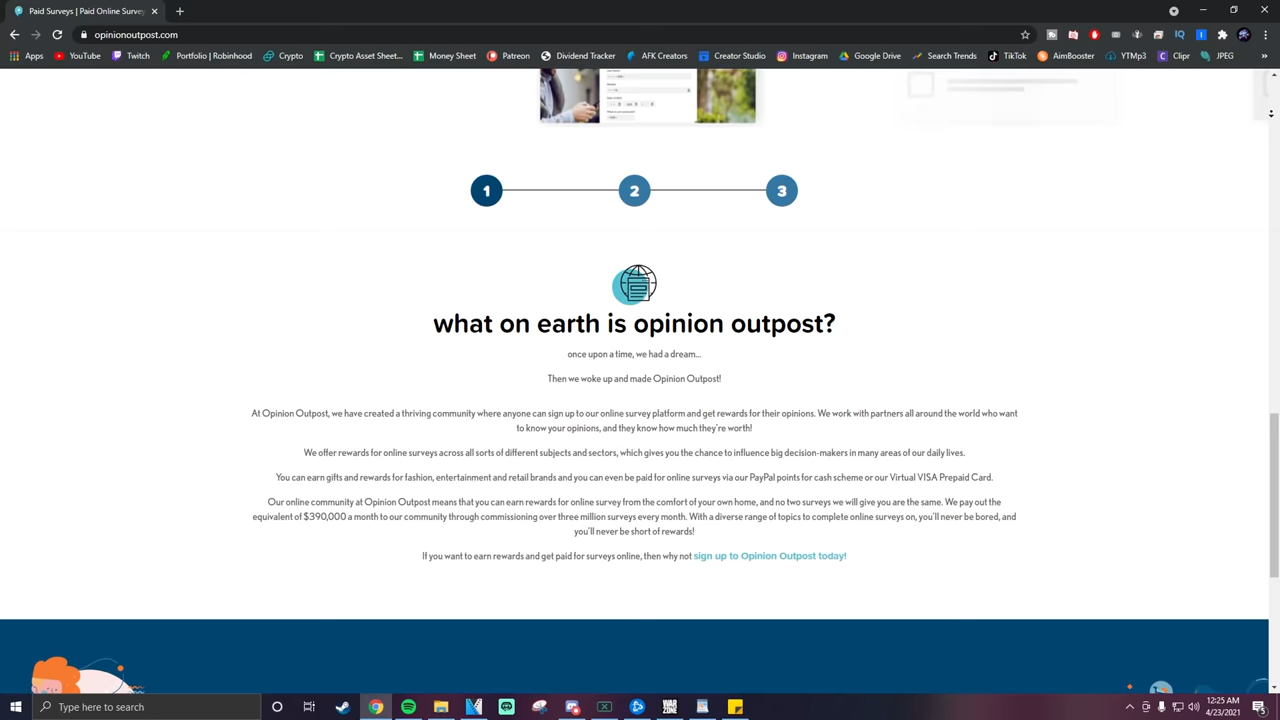 Paid Surveys | Paid Online Survey
opinionoutpost.com
Apps
YouTube
Twitch
Portfolio | Robinhood
Crypto
Crypto Asset Sheet...
Money Sheet
Patreon
Dividend Tracker
AFK Creators
Creator Studio
Instagram
Google Drive
Search Trends
TikTok
AimBooster
YTMp3
Clipr
JPEG
1
2
3
what on earth is opinion outpost?
once upon a time, we had a dream...
Then we woke up and made Opinion Outpost!
At Opinion Outpost, we have created a thriving community where anyone can sign up to our online survey platform and get rewards for their opinions. We work with partners all around the world who want
to know your opinions, and they know how much they're worth!
We offer rewards for online surveys across all sorts of different subjects and sectors, which gives you the chance to influence big decision-makers in many areas of our daily lives.
You can earn gifts and rewards for fashion, entertainment and retail brands and you can even be paid for online surveys via our PayPal points for cash scheme or our Virtual VISA Prepaid Card.
Our online community at Opinion Outpost means that you can earn rewards for online survey from the comfort of your own home, and no two surveys we will give you are the same. We pay out the
equivalent of $390,000 a month to our community through commissioning over three million surveys every month. With a diverse range of topics to complete online surveys on, you'll never be bored, and
you'll never be short of rewards!
If you want to earn rewards and get paid for surveys online, then why not sign up to Opinion Outpost today!
Type here to search
12:25 AM
4/23/2021